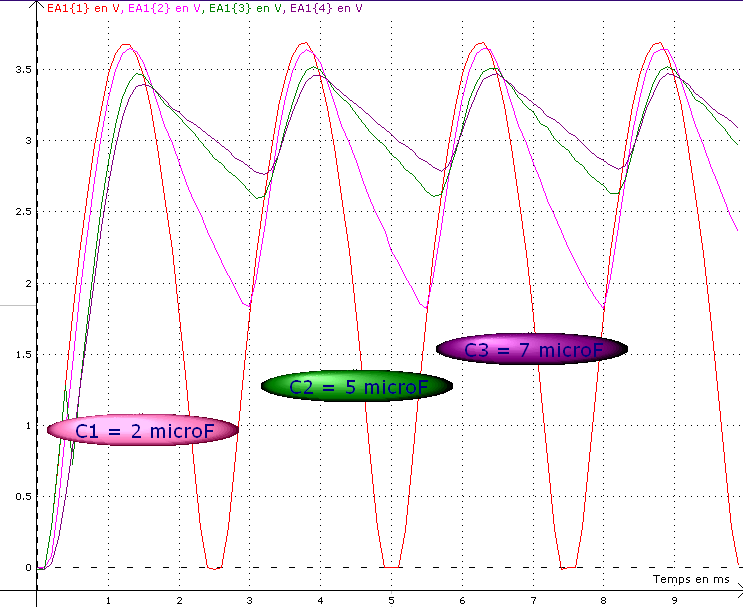 EA1{1} en V, EA1{2} en V, EA1{3} en V, EA1{4} en V
3.5
3
2.5
2
1.5
1
0.5
0
C3 = 7 microF
C2 = 5 microF
C1 = 2 microF
Temps en ms
1 2 3 4 5 6 7 8 9